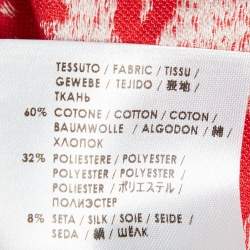 TESSUTO / FABRIC / TISSU /
GEWEBE / TEJIDO / 表地 /
ТКАНЬ
60% COTONE / COTTON / COTON /
BAUMWOLLE / ALGODON / 綿 /
ХЛОПОК
32% POLIESTERE / POLYESTER /
POLYESTER / POLYESTER /
POLIESTER / ポリエステル /
ПОЛИЭСТЕР
8% SETA / SILK / SOIE / SEIDE /
SEDA / 絹 / ШЁЛК